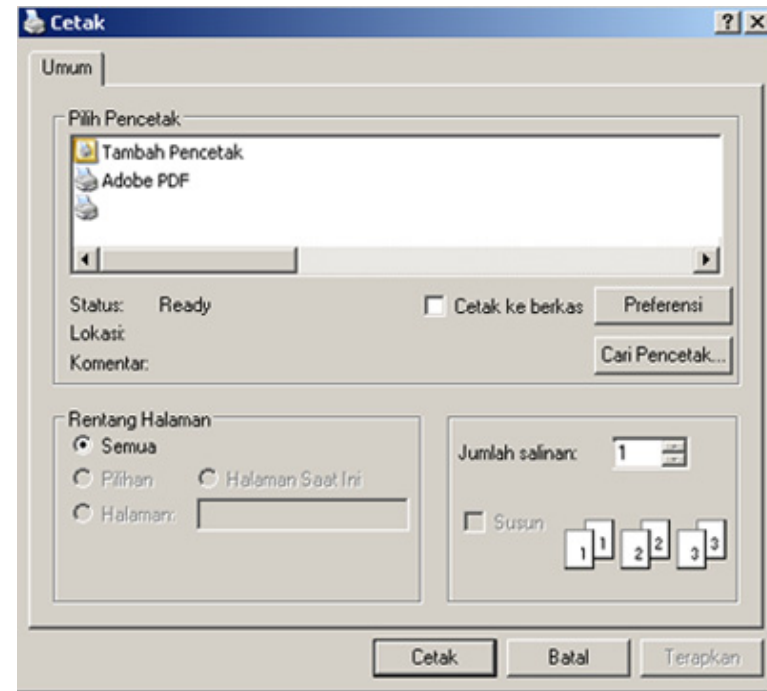 Cetak
Umum
Pilih Pencetak
Tambah Pencetak
Adobe PDF
Status: Ready
Cetak ke berkas
Preferensi
Lokasi:
Komentar:
Cari Pencetak...
Rentang Halaman
Semua
Pilihan Halaman Saat Ini
Halaman:
Jumlah salinan: 1
Susun
1 1 2 2 3 3
Cetak Batal Terapkan